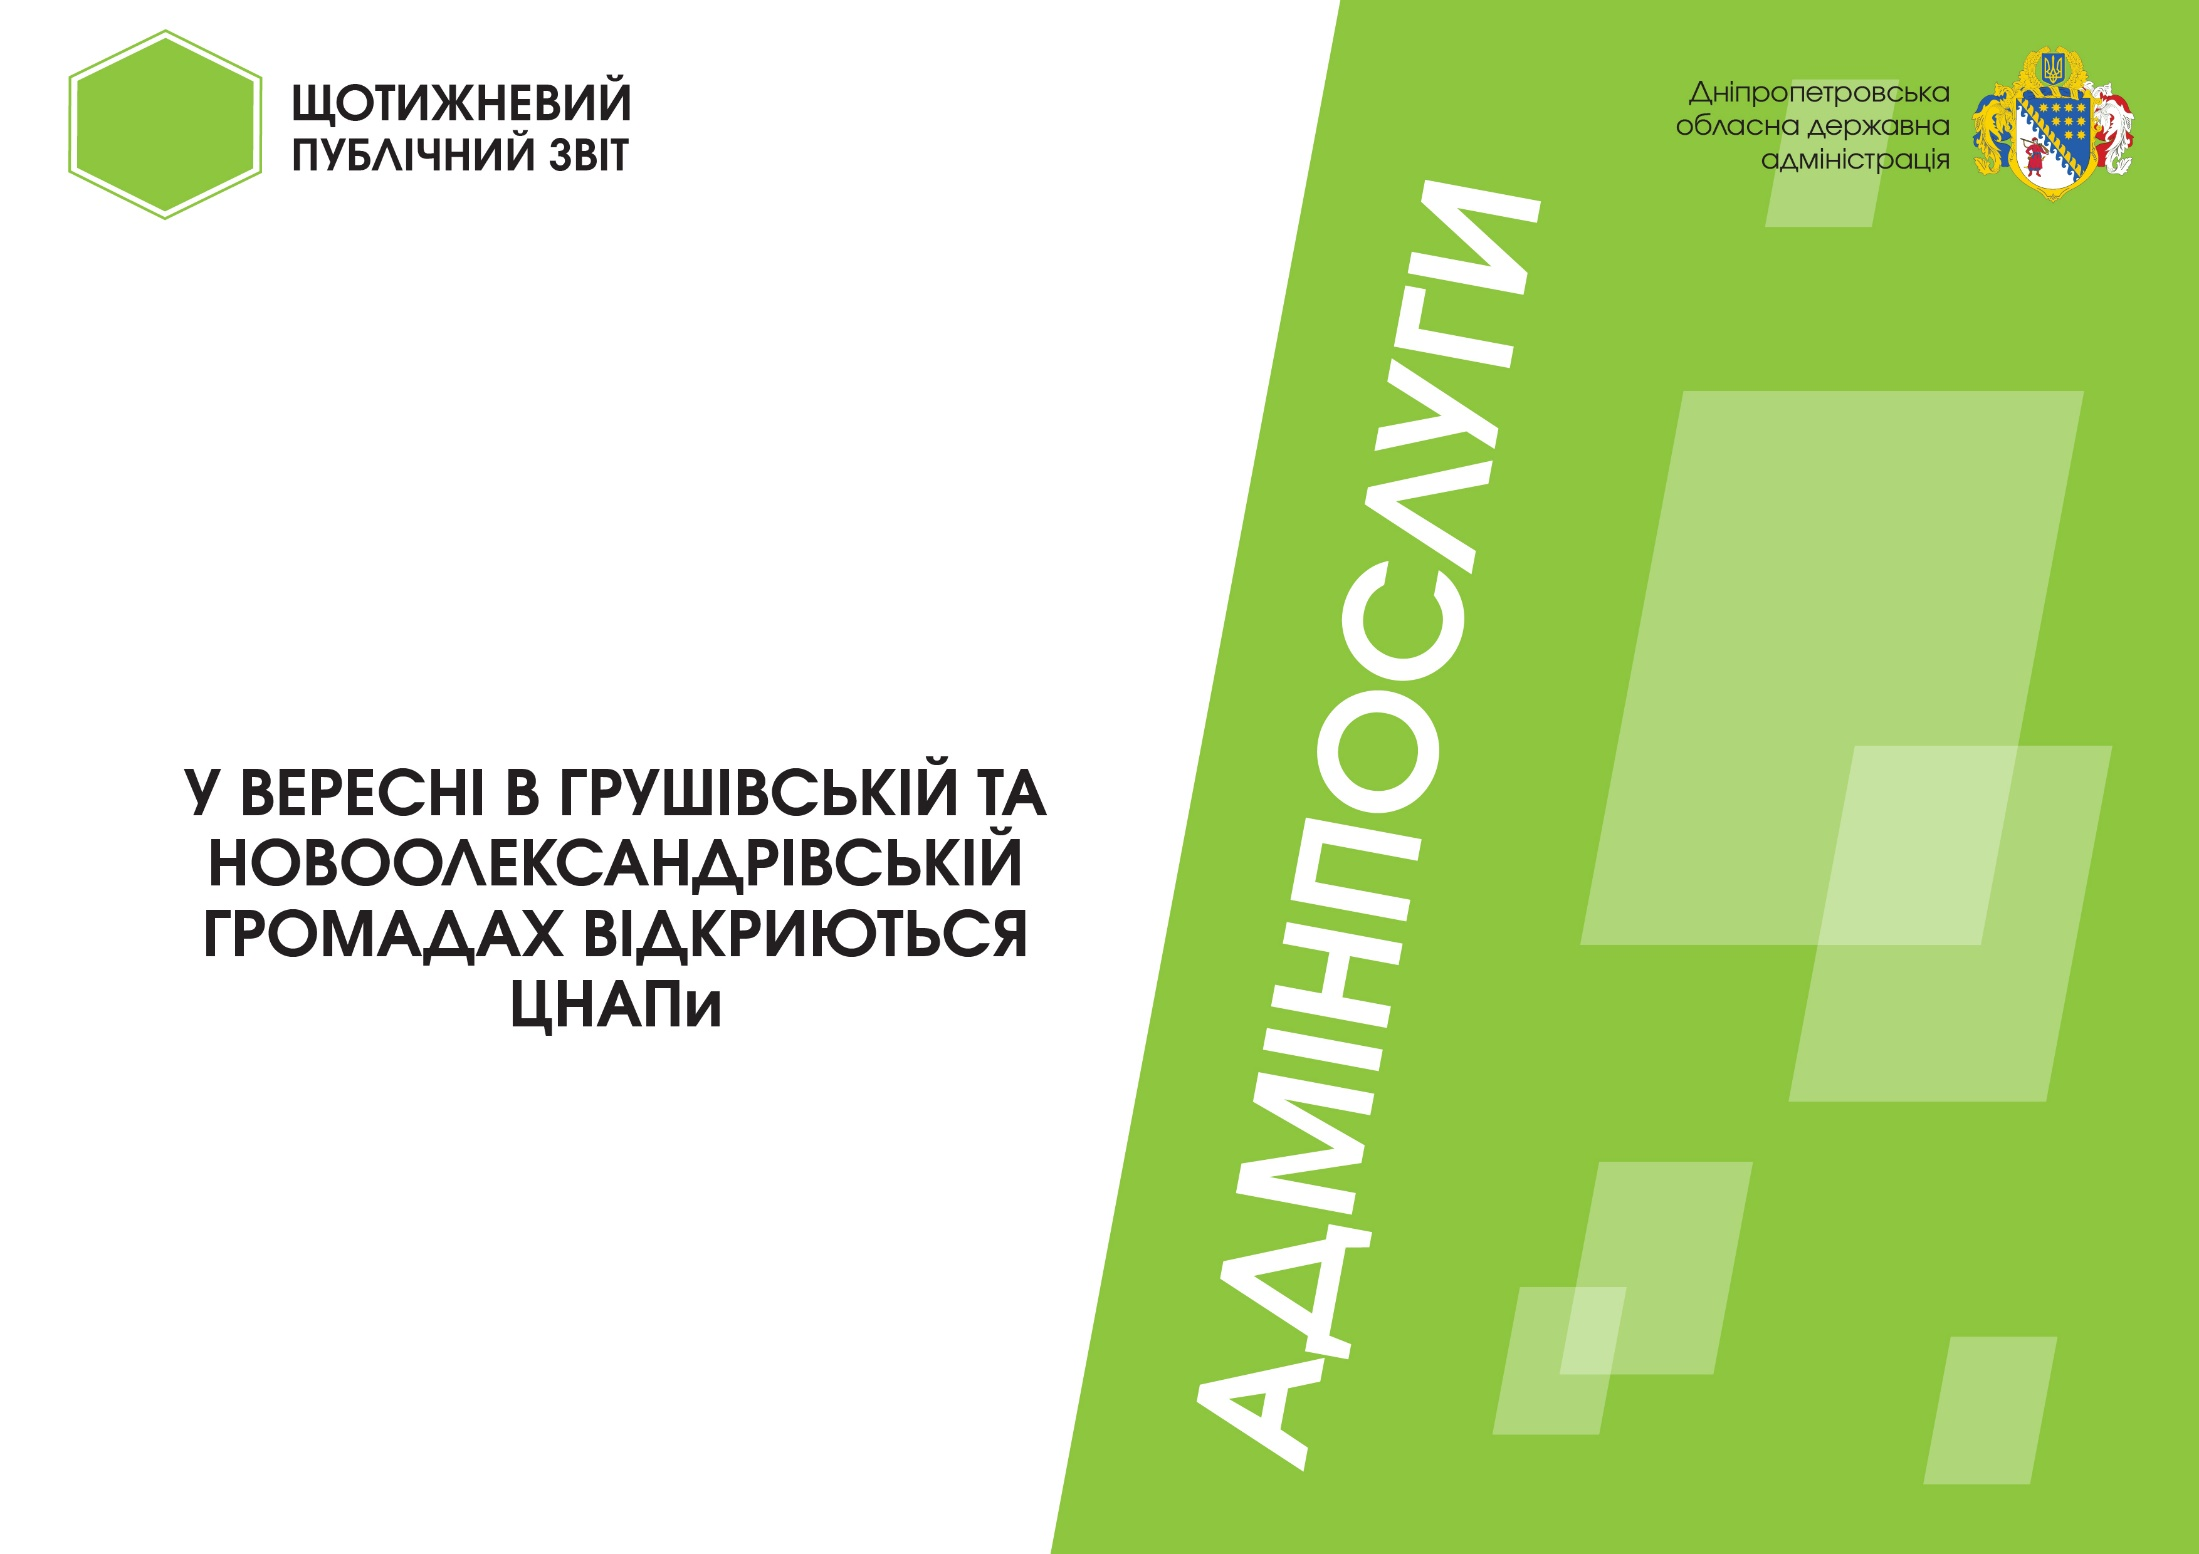 ЩОТИЖНЕВИЙ
ПУБЛІЧНИЙ ЗВІТ
Дніпропетровська
обласна державна
адміністрація
У ВЕРЕСНІ В ГРУШІВСЬКІЙ ТА
НОВООЛЕКСАНДРІВСЬКІЙ
ГРОМАДАХ ВІДКРИЮТЬСЯ
ЦНАПи
АДМІНПОСЛУГИ